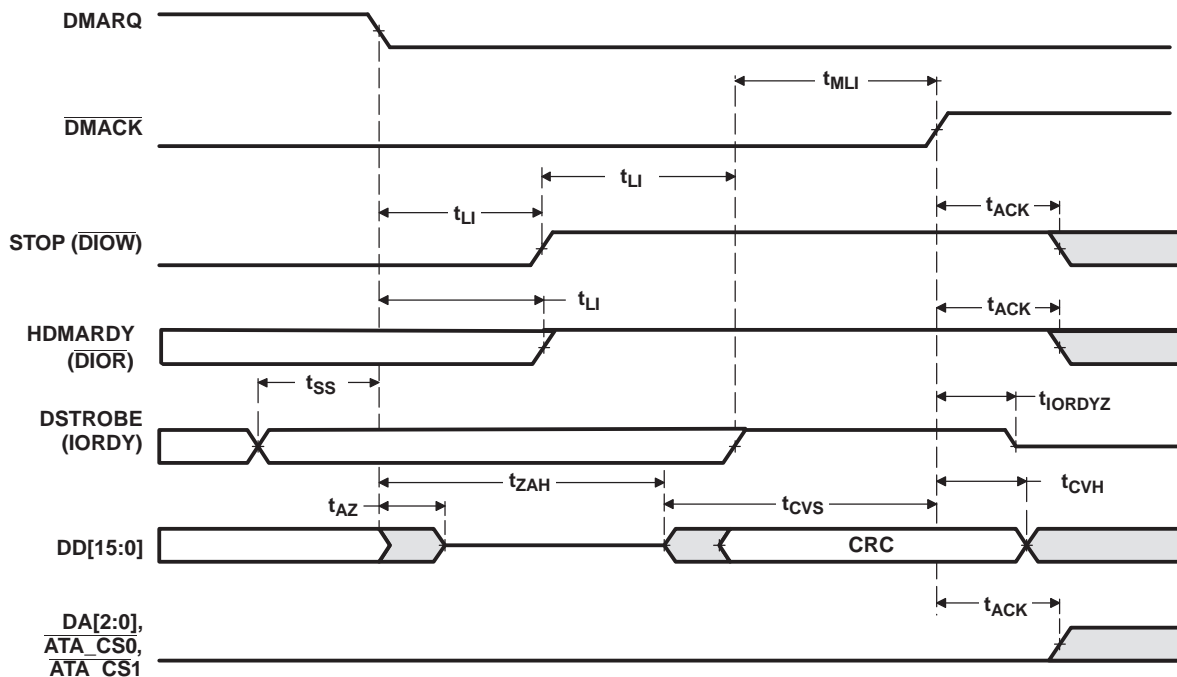 DMARQ
tMLI
DMACK
tLI
tLI
tACK
STOP (DIOW)
tLI
tACK
HDMARDY
(DIOR)
tSS
tIORDYZ
DSTROBE
(IORDY)
tZAH
tCVH
tAZ
tCVS
DD[15:0]
CRC
tACK
DA[2:0],
ATA_CS0,
ATA_CS1